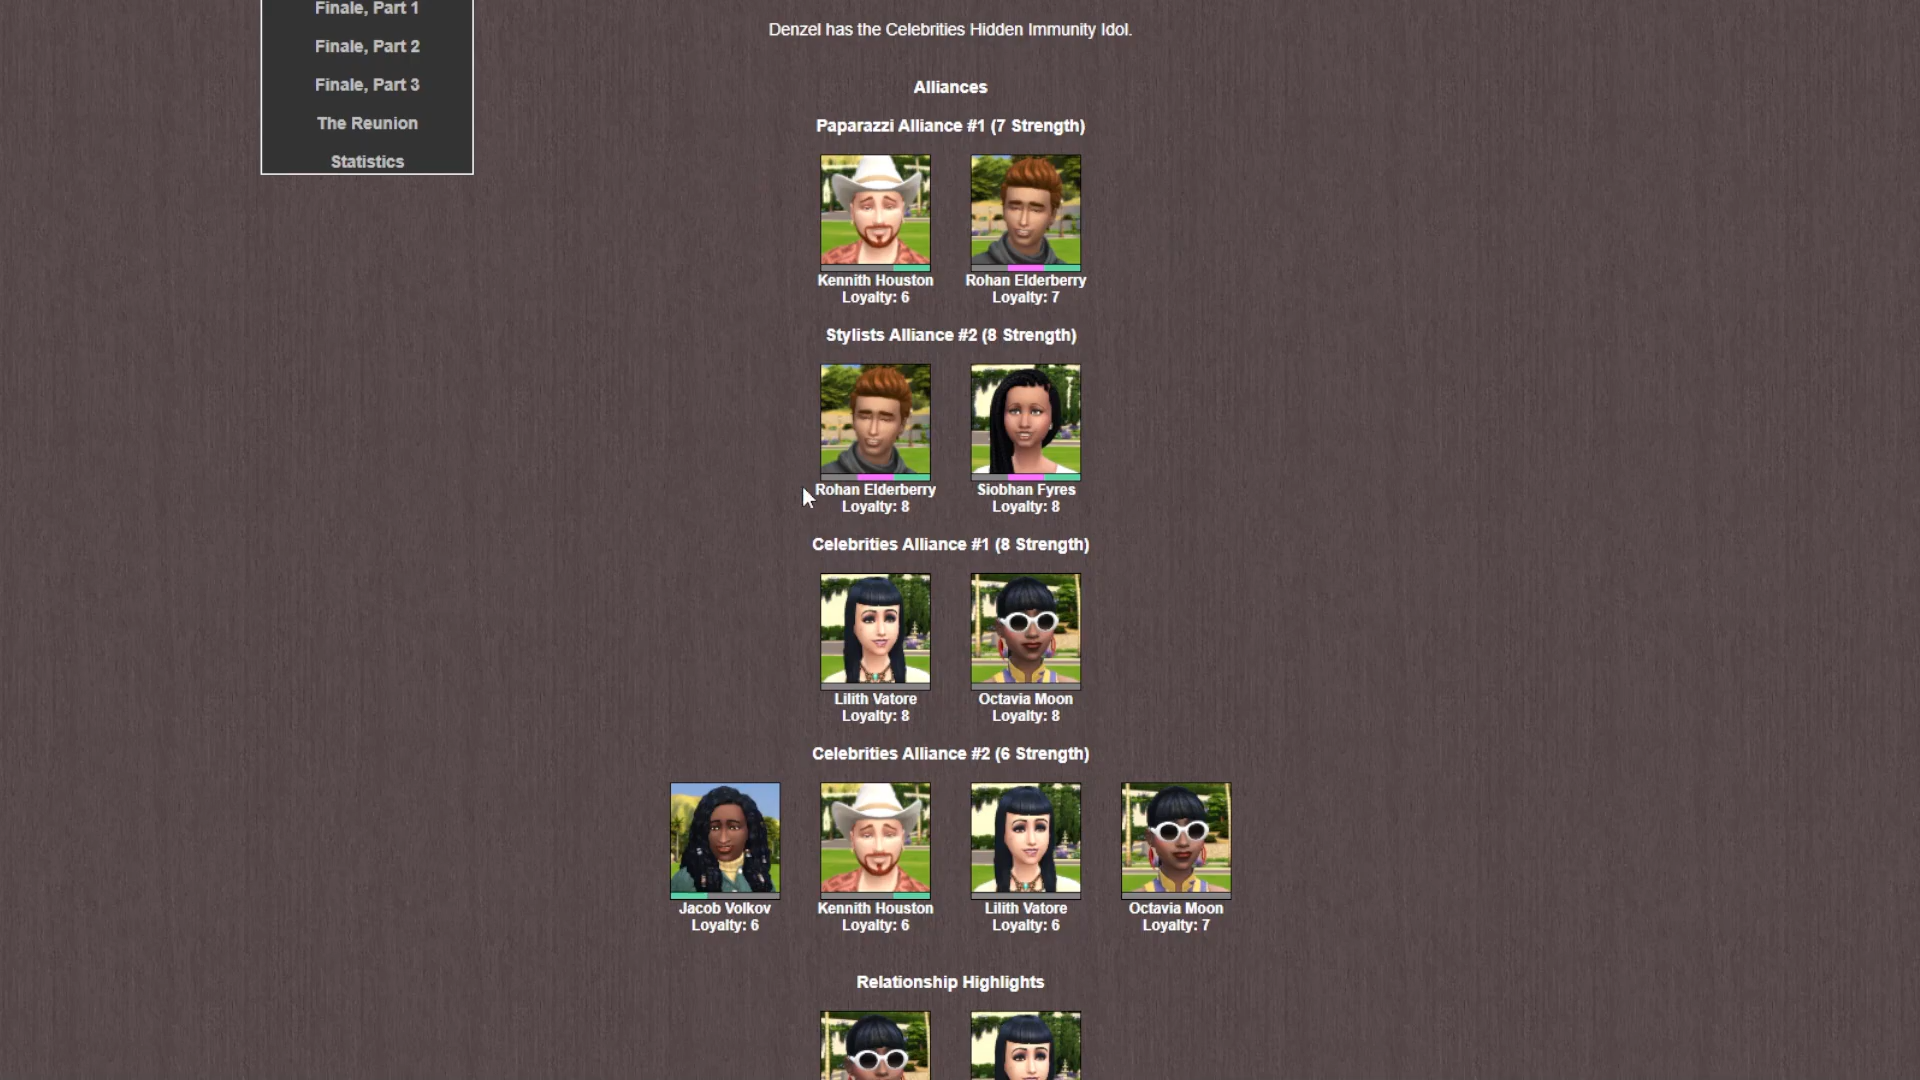 Finale, Part 1
Finale, Part 2
Finale, Part 3
The Reunion
Statistics
Denzel has the Celebrities Hidden Immunity Idol.
Alliances
Paparazzi Alliance #1 (7 Strength)
Kennith Houston
Loyalty: 6
Rohan Elderberry
Loyalty: 7
Stylists Alliance #2 (8 Strength)
Rohan Elderberry
Loyalty: 8
Siobhan Fyres
Loyalty: 8
Celebrities Alliance #1 (8 Strength)
Lilith Vatore
Loyalty: 8
Octavia Moon
Loyalty: 8
Celebrities Alliance #2 (6 Strength)
Jacob Volkov
Loyalty: 6
Kennith Houston
Loyalty: 6
Lilith Vatore
Loyalty: 6
Octavia Moon
Loyalty: 7
Relationship Highlights